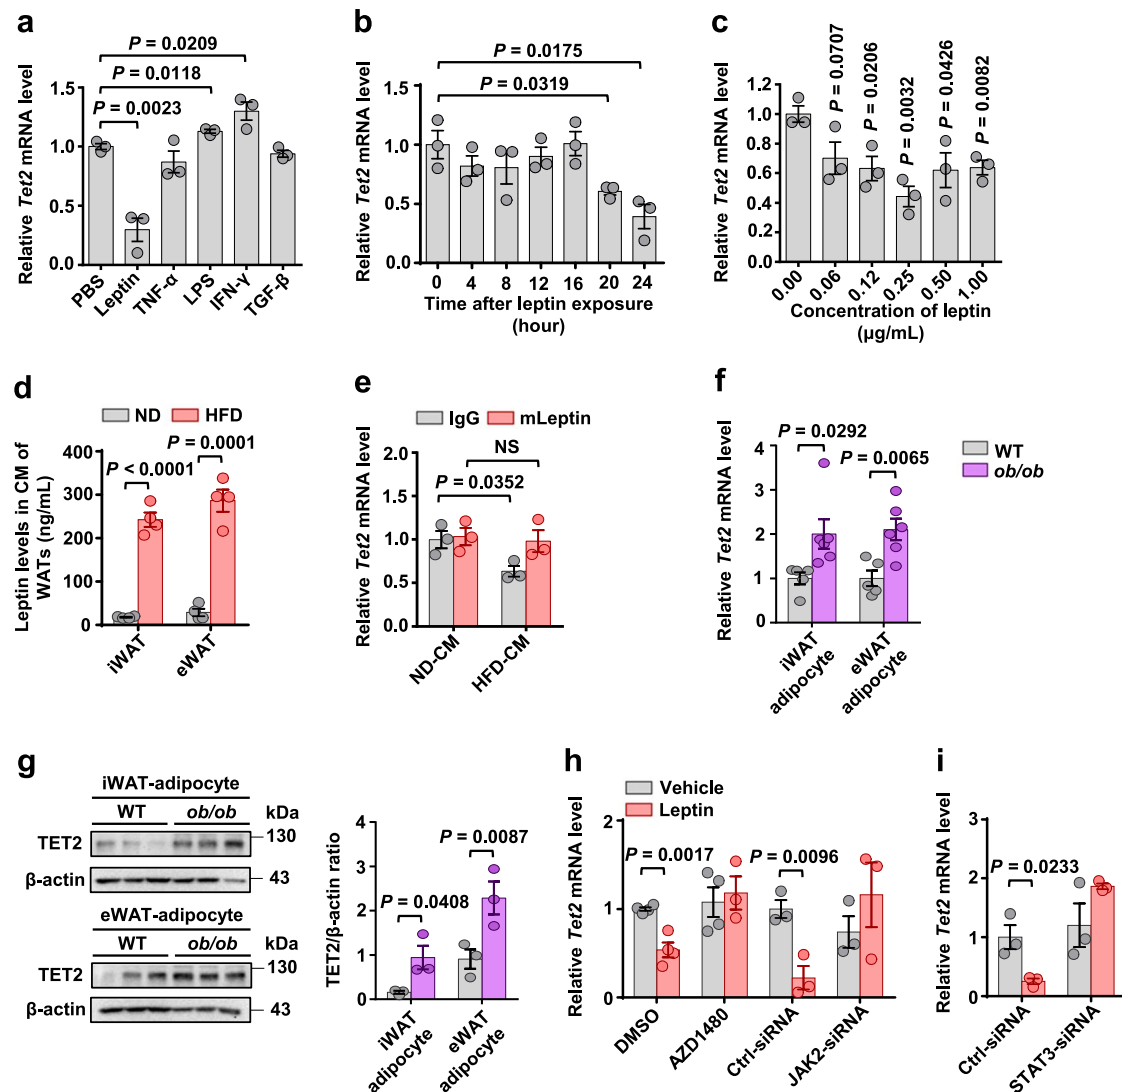 a
Relative Tet2 mRNA level
P = 0.0209
P = 0.0118
P = 0.0023
1.5
1.0
0.5
0.0
PBS
Leptin
TNF-α
LPS
IFN-γ
TGF-β
b
Relative Tet2 mRNA level
P = 0.0175
P = 0.0319
1.5
1.0
0.5
0.0
0 4 8 12 16 20 24
Time after leptin exposure
(hour)
c
Relative Tet2 mRNA level
P = 0.0707
P = 0.0206
P = 0.0032
P = 0.0426
P = 0.0082
1.2
1.0
0.8
0.6
0.4
0.2
0.0
0.00
0.06
0.12
0.25
0.50
1.00
Concentration of leptin
(μg/mL)
d
ND HFD
Leptin levels in CM of
WATs (ng/mL)
P = 0.0001
P < 0.0001
400
300
200
100
0
iWAT
eWAT
e
IgG mLeptin
Relative Tet2 mRNA level
NS
P = 0.0352
1.5
1.0
0.5
0.0
ND-CM
HFD-CM
f
Relative Tet2 mRNA level
P = 0.0292
P = 0.0065
WT
ob/ob
4
3
2
1
0
iWAT
adipocyte
eWAT
adipocyte
g
iWAT-adipocyte
WT ob/ob kDa
TET2 130
β-actin 43
eWAT-adipocyte
WT ob/ob kDa
TET2 130
β-actin 43
TET2/β-actin ratio
P = 0.0087
P = 0.0408
4
3
2
1
0
iWAT
adipocyte
eWAT
adipocyte
h
Vehicle
Leptin
Relative Tet2 mRNA level
P = 0.0017
P = 0.0096
2
1
0
DMSO
AZD1480
Ctrl-siRNA
JAK2-siRNA
i
Relative Tet2 mRNA level
P = 0.0233
3
2
1
0
Ctrl-siRNA
STAT3-siRNA